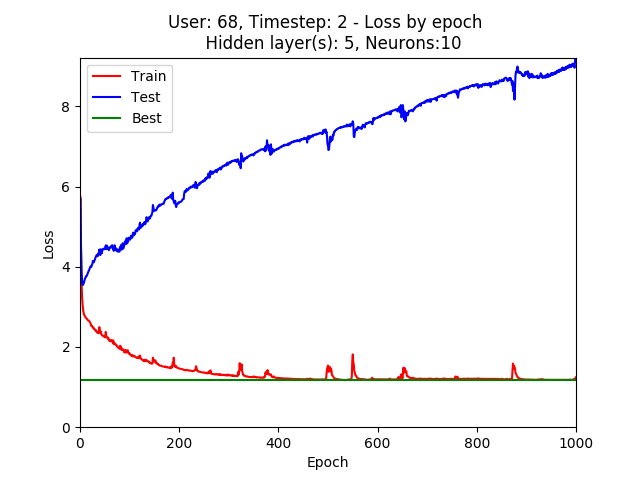 User: 68, Timestep: 2 - Loss by epoch
Hidden layer(s): 5, Neurons:10
Train
Test
Best
8
6
4
2
0
Loss
0
200
400
600
800
1000
Epoch